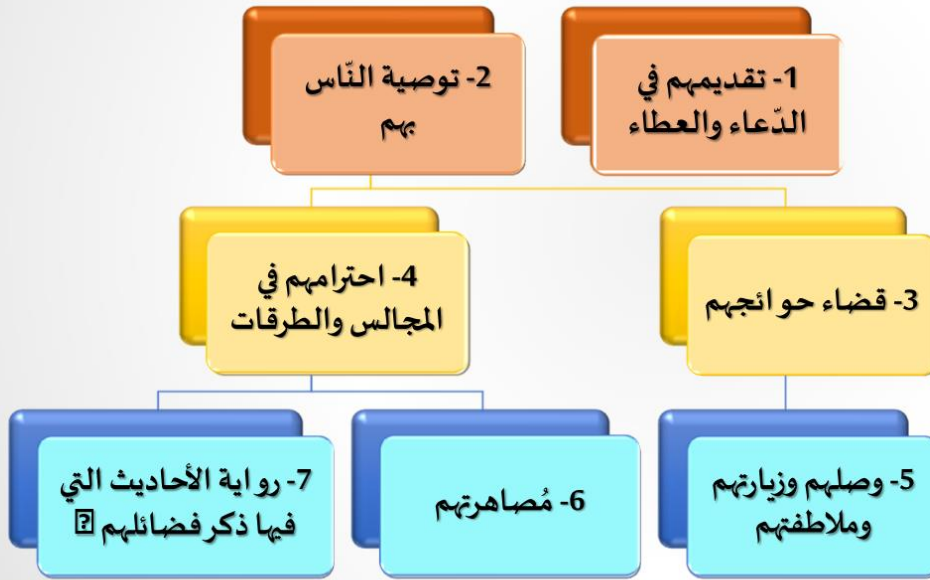 1- تقديمهم في
الدّعاء والعطاء
2- توصية النّاس
بهم
3- قضاء حوائجهم
4- احترامهم في
المجالس والطرقات
5- وصلهم وزيارتهم
وملاطفتهم
6- مُصاهرتهم
7- رواية الأحاديث التي
فيها ذكر فضائلهم